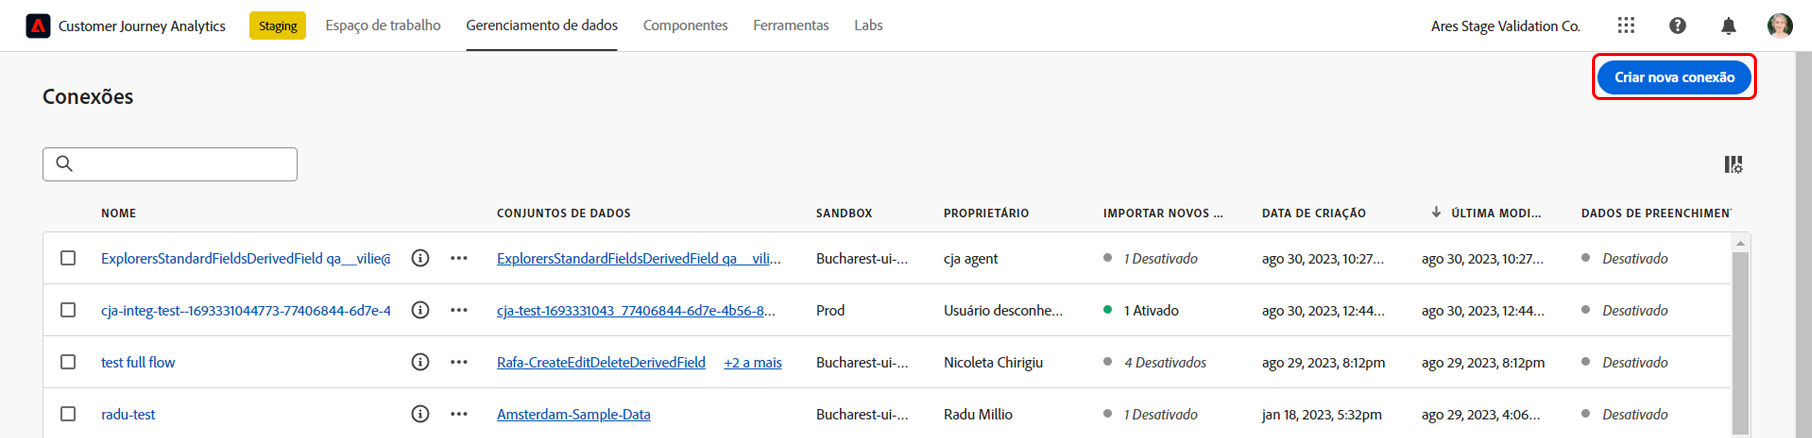 Customer Journey Analytics Staging Espaço de trabalho Gerenciamento de dados Componentes Ferramentas Labs Ares Stage Validation Co.
Criar nova conexão
Conexões
NOME CONJUNTOS DE DADOS SANDBOX PROPRIETÁRIO IMPORTAR NOVOS ... DATA DE CRIAÇÃO ÚLTIMA MODI... DADOS DE PREENCHIMEN
ExplorersStandardFieldsDerivedField qa__vilie@ ExplorersStandardFieldsDerivedField qa__vili... Bucharest-ui-... cja agent 1 Desativado ago 30, 2023, 10:27... ago 30, 2023, 10:27... Desativado
cja-integ-test--1693331044773-77406844-6d7e-4 cja-test-1693331043_77406844-6d7e-4b56-8... Prod Usuário desconhe... 1 Ativado ago 30, 2023, 12:44... ago 30, 2023, 12:44... Desativado
test full flow Rafa-CreateEditDeleteDerivedField +2 a mais Bucharest-ui-... Nicoleta Chirigiu 4 Desativados ago 29, 2023, 8:12pm ago 29, 2023, 8:12pm Desativado
radu-test Amsterdam-Sample-Data Bucharest-ui-... Radu Millio 1 Desativado jan 18, 2023, 5:32pm ago 29, 2023, 4:06... Desativado